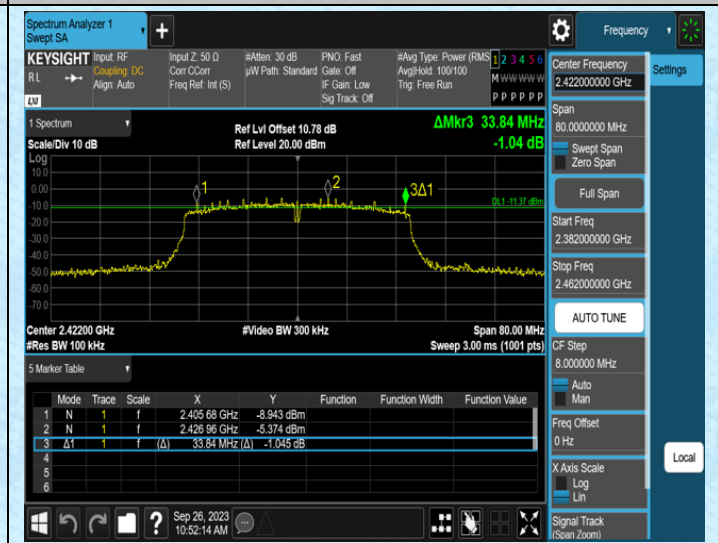 Spectrum Analyzer 1
Swept SA
+
Frequency
KEYSIGHT
RL
LXI
Input: RF
Coupling: DC
Align: Auto
Input Z: 50 Ω
Corr CCorr
Freq Ref: Int (S)
#Atten: 30 dB
µW Path: Standard
PNO: Fast
Gate: Off
IF Gain: Low
Sig Track: Off
#Avg Type: Power (RMS
Avg|Hold: 100/100
Trig: Free Run
1 2 3 4 5 6
M W W W W W
P P P P P P
Center Frequency
2.422000000 GHz
Settings
1 Spectrum
Scale/Div 10 dB
Ref Lvl Offset 10.78 dB
Ref Level 20.00 dBm
ΔMkr3 33.84 MHz
-1.04 dB
Log
10.0
0.00
-10.0
-20.0
-30.0
-40.0
-50.0
-60.0
-70.0
1
2
3Δ1
DL1 -11.37 dBm
Center 2.42200 GHz
#Res BW 100 kHz
#Video BW 300 kHz
Span 80.00 MHz
Sweep 3.00 ms (1001 pts)
Span
80.0000000 MHz
Swept Span
Zero Span
Full Span
Start Freq
2.382000000 GHz
Stop Freq
2.462000000 GHz
AUTO TUNE
CF Step
8.000000 MHz
Auto
Man
Freq Offset
0 Hz
X Axis Scale
Log
Lin
Signal Track
(Span Zoom)
Local
5 Marker Table
Mode Trace Scale X Y Function Function Width Function Value
1 N 1 f 2.405 68 GHz -8.943 dBm
2 N 1 f 2.426 96 GHz -5.374 dBm
3 Δ1 1 f (Δ) 33.84 MHz (Δ) -1.045 dB
4
5
6
?
Sep 26, 2023
10:52:14 AM